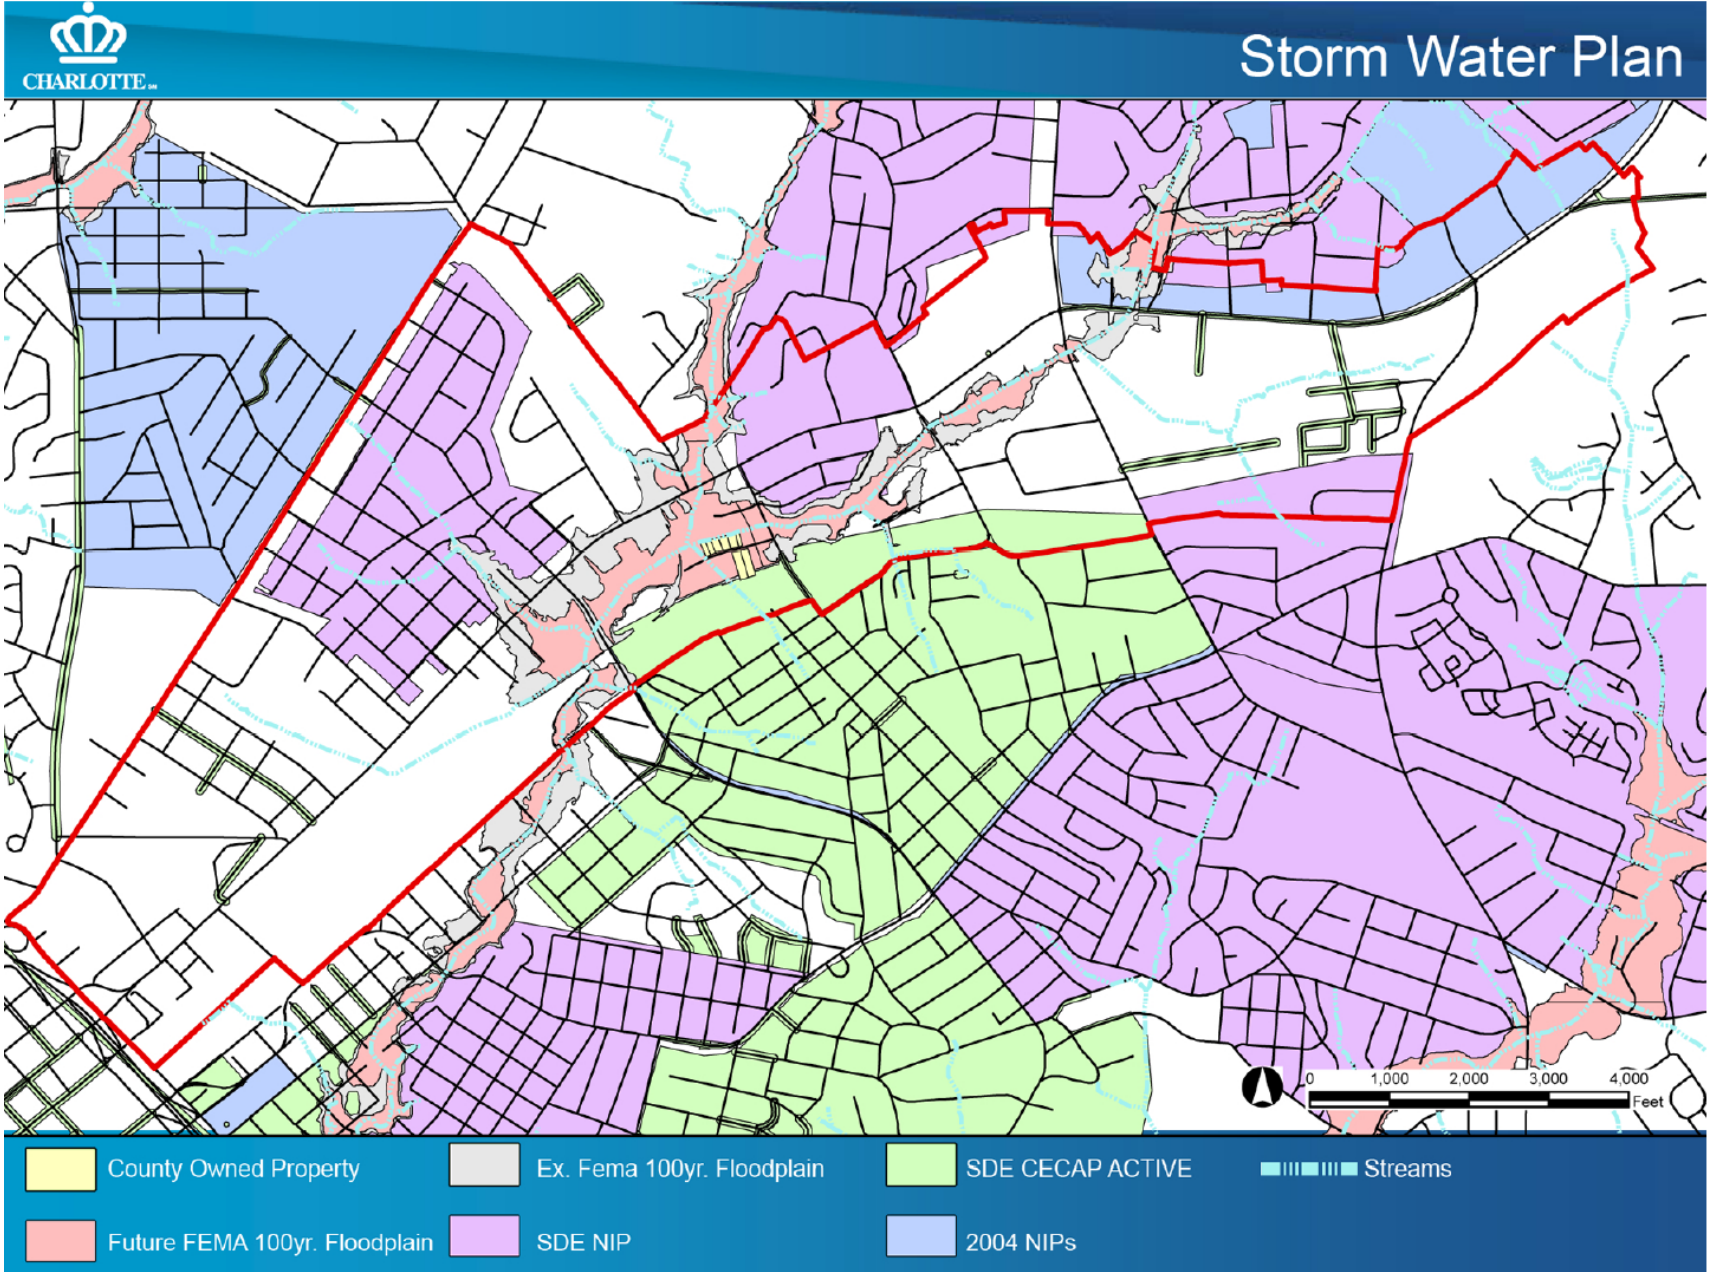 CHARLOTTE
Storm Water Plan
0 1,000 2,000 3,000 4,000
Feet
County Owned Property
Ex. Fema 100yr. Floodplain
SDE CECAP ACTIVE
Streams
Future FEMA 100yr. Floodplain
SDE NIP
2004 NIPs